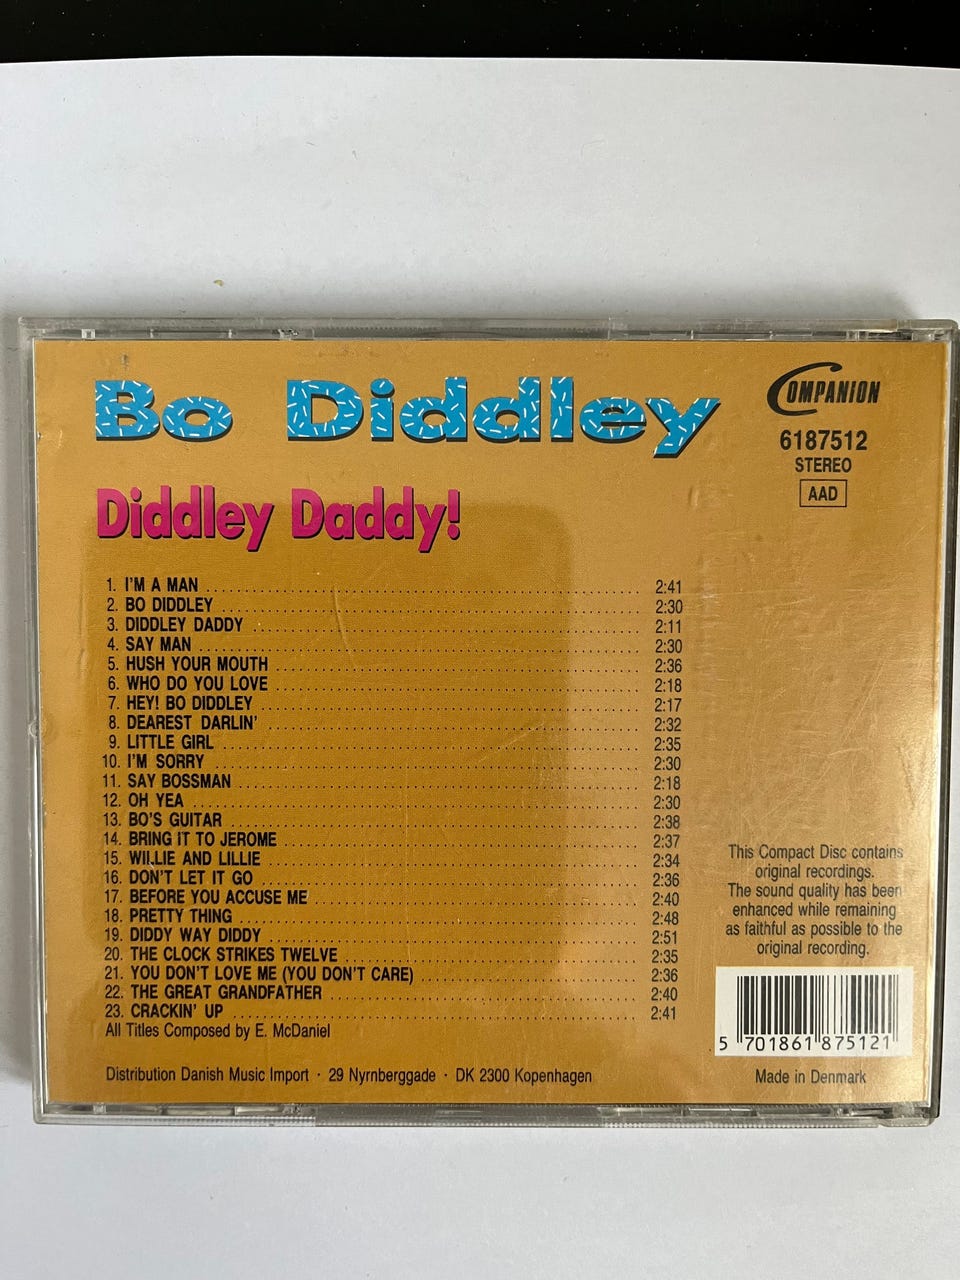 Bo Diddley
COMPANION
6187512
STEREO
AAD
Diddley Daddy!
1. I'M A MAN 2:41
2. BO DIDDLEY 2:30
3. DIDDLEY DADDY 2:11
4. SAY MAN 2:30
5. HUSH YOUR MOUTH 2:36
6. WHO DO YOU LOVE 2:18
7. HEY! BO DIDDLEY 2:17
8. DEAREST DARLIN' 2:32
9. LITTLE GIRL 2:35
10. I'M SORRY 2:30
11. SAY BOSSMAN 2:18
12. OH YEA 2:30
13. BO'S GUITAR 2:38
14. BRING IT TO JEROME 2:37
15. WILLIE AND LILLIE 2:34
16. DON'T LET IT GO 2:36
17. BEFORE YOU ACCUSE ME 2:40
18. PRETTY THING 2:48
19. DIDDY WAY DIDDY 2:51
20. THE CLOCK STRIKES TWELVE 2:35
21. YOU DON'T LOVE ME (YOU DON'T CARE) 2:36
22. THE GREAT GRANDFATHER 2:40
23. CRACKIN' UP 2:41
All Titles Composed by E. McDaniel
This Compact Disc contains
original recordings.
The sound quality has been
enhanced while remaining
as faithful as possible to the
original recording.
5 701861 875121
Distribution Danish Music Import · 29 Nyrnberggade · DK 2300 Kopenhagen
Made in Denmark